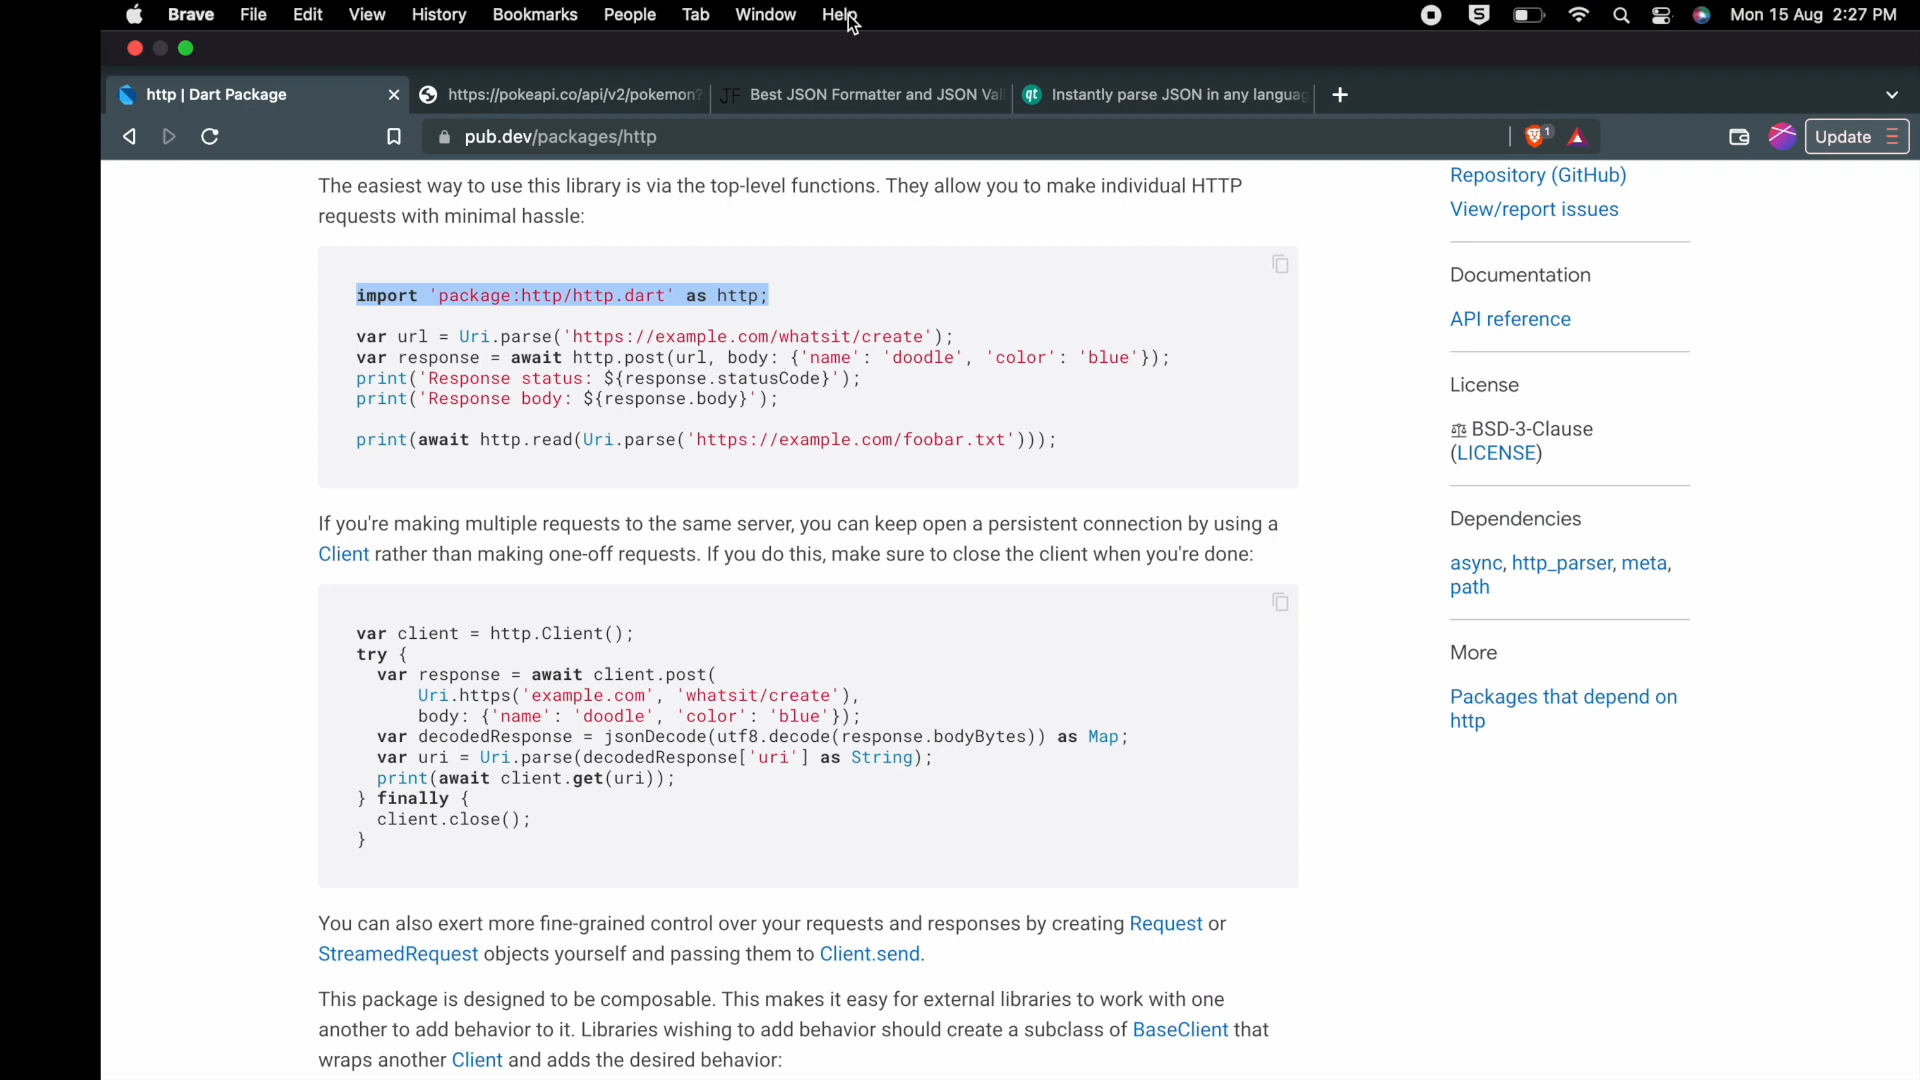 Brave File Edit View History Bookmarks People Tab Window Help Mon 15 Aug 2:27 PM
http | Dart Package https://pokeapi.co/api/v2/pokemon? Best JSON Formatter and JSON Val Instantly parse JSON in any languag
pub.dev/packages/http 1 Update
The easiest way to use this library is via the top-level functions. They allow you to make individual HTTP
requests with minimal hassle:
import 'package:http/http.dart' as http;
var url = Uri.parse('https://example.com/whatsit/create');
var response = await http.post(url, body: {'name': 'doodle', 'color': 'blue'});
print('Response status: ${response.statusCode}');
print('Response body: ${response.body}');
print(await http.read(Uri.parse('https://example.com/foobar.txt')));
If you're making multiple requests to the same server, you can keep open a persistent connection by using a
Client rather than making one-off requests. If you do this, make sure to close the client when you're done:
var client = http.Client();
try {
var response = await client.post(
Uri.https('example.com', 'whatsit/create'),
body: {'name': 'doodle', 'color': 'blue'});
var decodedResponse = jsonDecode(utf8.decode(response.bodyBytes)) as Map;
var uri = Uri.parse(decodedResponse['uri'] as String);
print(await client.get(uri));
} finally {
client.close();
}
You can also exert more fine-grained control over your requests and responses by creating Request or
StreamedRequest objects yourself and passing them to Client.send.
This package is designed to be composable. This makes it easy for external libraries to work with one
another to add behavior to it. Libraries wishing to add behavior should create a subclass of BaseClient that
wraps another Client and adds the desired behavior:
Repository (GitHub)
View/report issues
Documentation
API reference
License
BSD-3-Clause
(LICENSE)
Dependencies
async, http_parser, meta,
path
More
Packages that depend on
http